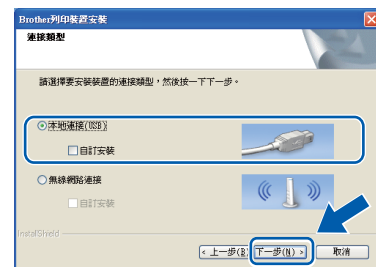 Brother列印裝置安裝
連接類型
請選擇要安裝裝置的連接類型，然後按一下下一步。
本地連接(USB)
自訂安裝
無線網路連接
自訂安裝
InstallShield
< 上一步(B) 下一步(N) > 取消